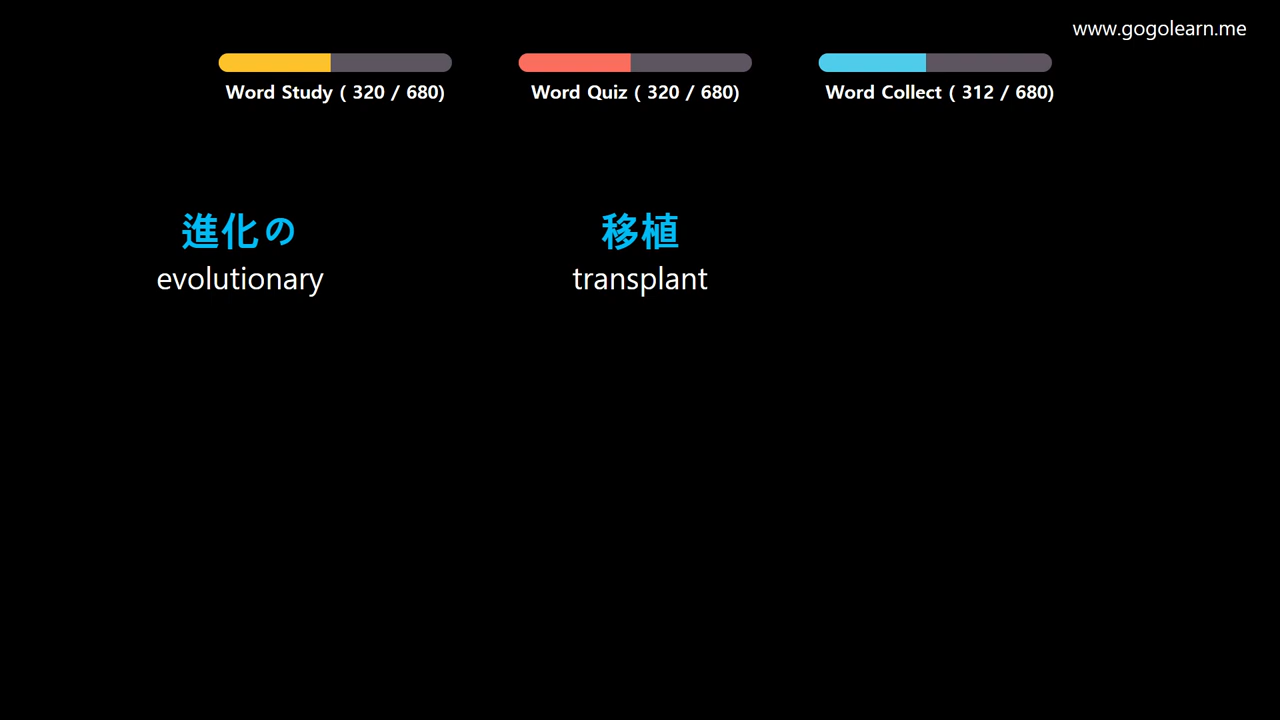 www.gogolearn.me
Word Study ( 320 / 680)
Word Quiz ( 320 / 680)
Word Collect ( 312 / 680)
進化の
evolutionary
移植
transplant